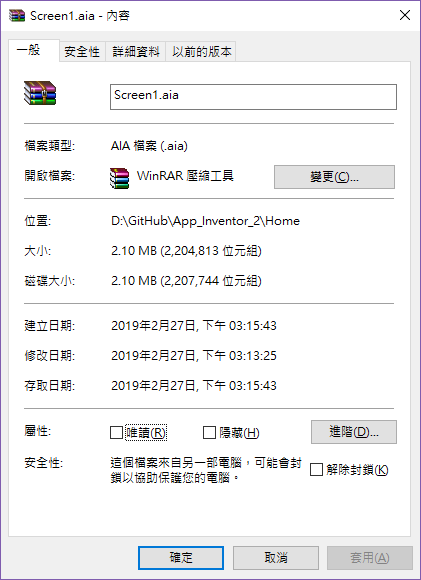 Screen1.aia - 內容
一般 安全性 詳細資料 以前的版本
Screen1.aia
檔案類型: AIA 檔案 (.aia)
開啟檔案: WinRAR 壓縮工具 變更(C)...
位置: D:\GitHub\App_Inventor_2\Home
大小: 2.10 MB (2,204,813 位元組)
磁碟大小: 2.10 MB (2,207,744 位元組)
建立日期: 2019年2月27日, 下午 03:15:43
修改日期: 2019年2月27日, 下午 03:13:25
存取日期: 2019年2月27日, 下午 03:15:43
屬性: 唯讀(R) 隱藏(H) 進階(D)...
安全性: 這個檔案來自另一部電腦，可能會封
鎖以協助保護您的電腦。 解除封鎖(K)
確定 取消 套用(A)